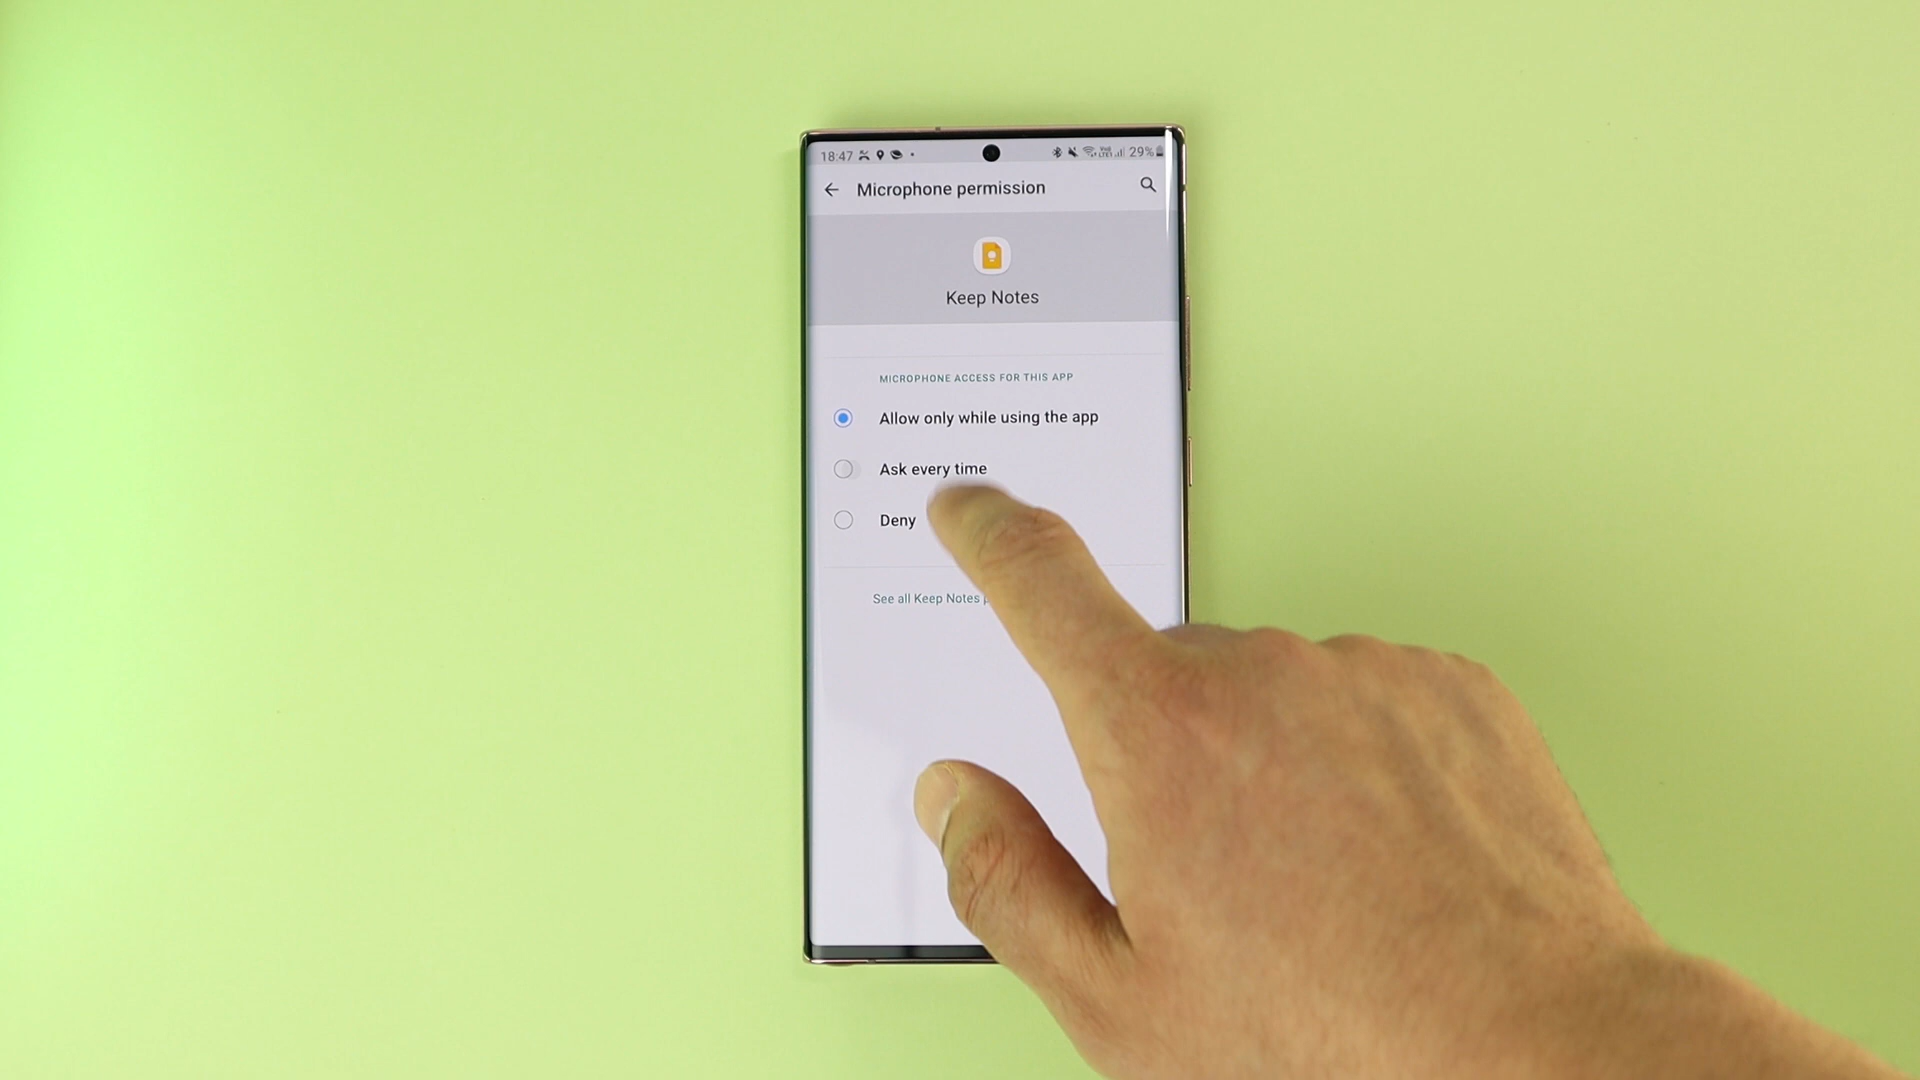 18:47 29%
Microphone permission
Keep Notes
MICROPHONE ACCESS FOR THIS APP
Allow only while using the app
Ask every time
Deny
See all Keep Notes